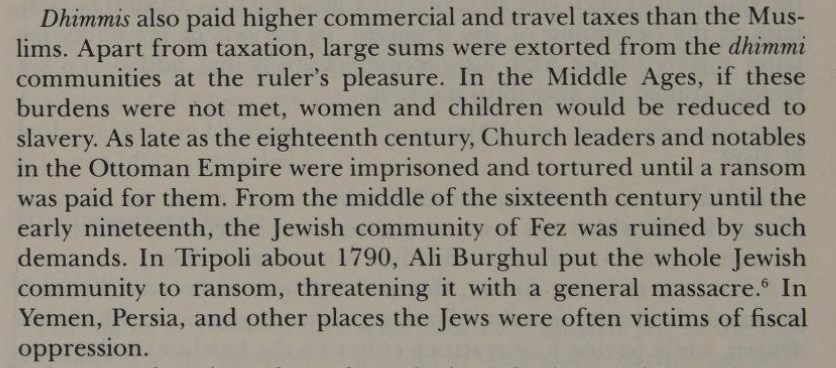 Dhimmis also paid higher commercial and travel taxes than the Mus-
lims. Apart from taxation, large sums were extorted from the dhimmi
communities at the ruler's pleasure. In the Middle Ages, if these
burdens were not met, women and children would be reduced to
slavery. As late as the eighteenth century, Church leaders and notables
in the Ottoman Empire were imprisoned and tortured until a ransom
was paid for them. From the middle of the sixteenth century until the
early nineteenth, the Jewish community of Fez was ruined by such
demands. In Tripoli about 1790, Ali Burghul put the whole Jewish
community to ransom, threatening it with a general massacre.⁶ In
Yemen, Persia, and other places the Jews were often victims of fiscal
oppression.